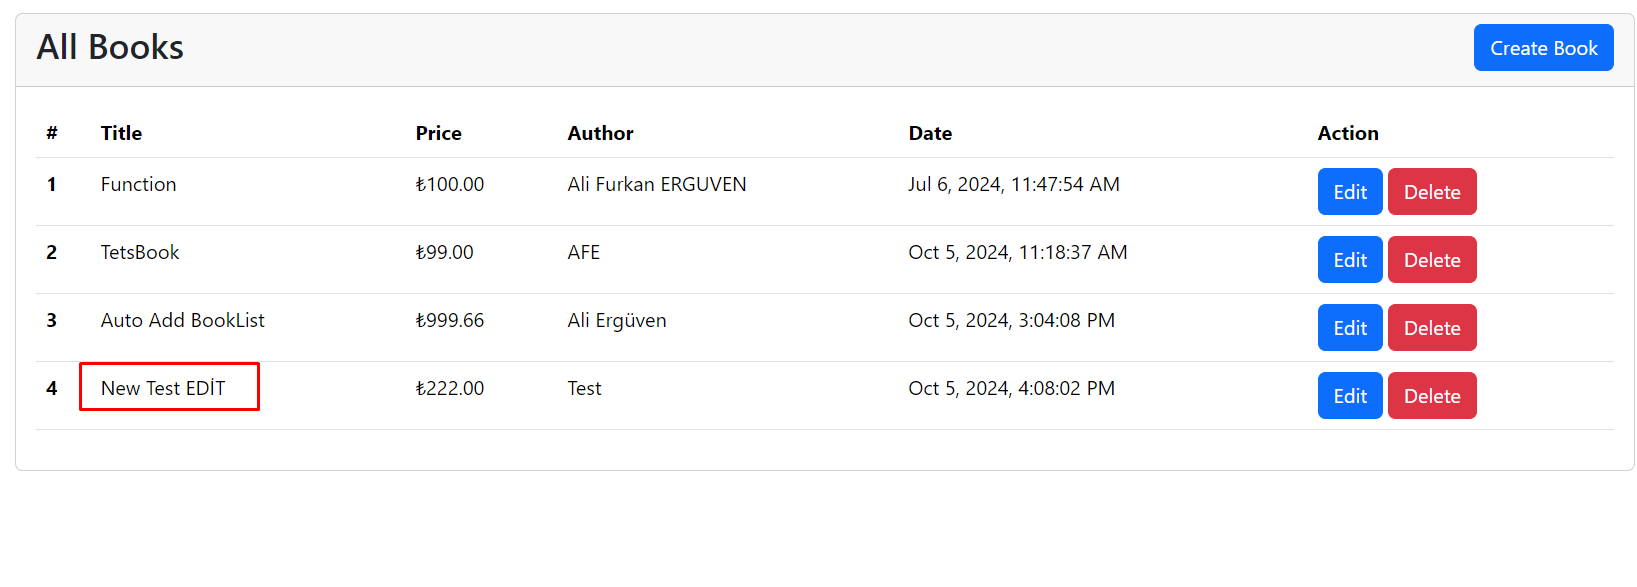 All Books
Create Book
# Title Price Author Date Action
1 Function ₺100.00 Ali Furkan ERGUVEN Jul 6, 2024, 11:47:54 AM Edit Delete
2 TetsBook ₺99.00 AFE Oct 5, 2024, 11:18:37 AM Edit Delete
3 Auto Add BookList ₺999.66 Ali Ergüven Oct 5, 2024, 3:04:08 PM Edit Delete
4 New Test EDİT ₺222.00 Test Oct 5, 2024, 4:08:02 PM Edit Delete